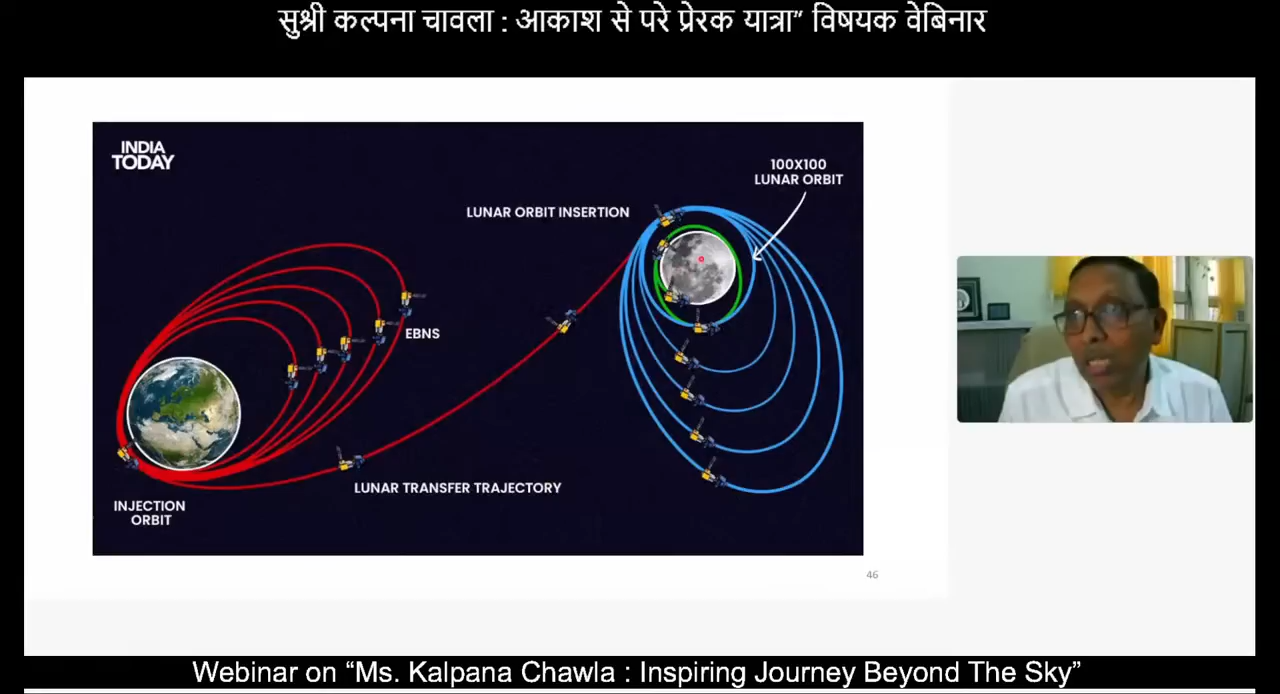 सुश्री कल्पना चावला : आकाश से परे प्रेरक यात्रा” विषयक वेबिनार
INDIA
TODAY
100X100
LUNAR ORBIT
LUNAR ORBIT INSERTION
EBNS
LUNAR TRANSFER TRAJECTORY
INJECTION
ORBIT
46
Webinar on “Ms. Kalpana Chawla : Inspiring Journey Beyond The Sky”